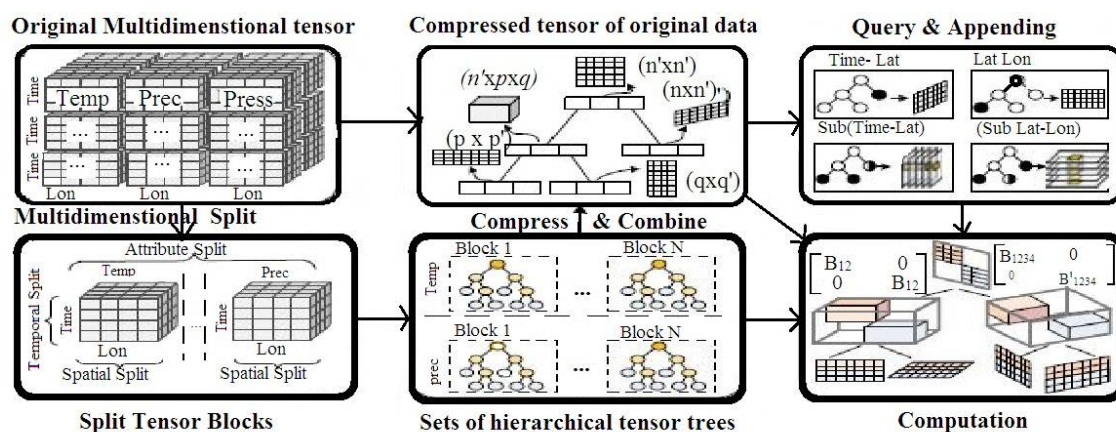 Original Multidimenstional tensor
Compressed tensor of original data
Query & Appending
Time
Time
Time
Temp
Prec
Press
...
...
...
...
...
...
Lon
Lon
Lon
(n'xpxq)
(n'xn')
(nxn')
(p x p')
(qxq')
Time- Lat
Lat Lon
Sub(Time-Lat)
(Sub Lat-Lon)
Multidimenstional Split
Compress & Combine
Attribute Split
Temp
Prec
Temporal Split
Time
Time
...
Lon
Lon
Spatial Split
Spatial Split
Block 1
Block N
Temp
...
Block 1
Block N
prec
...
B12 0
0 B12
B1234 0
0 B'1234
Split Tensor Blocks
Sets of hierarchical tensor trees
Computation